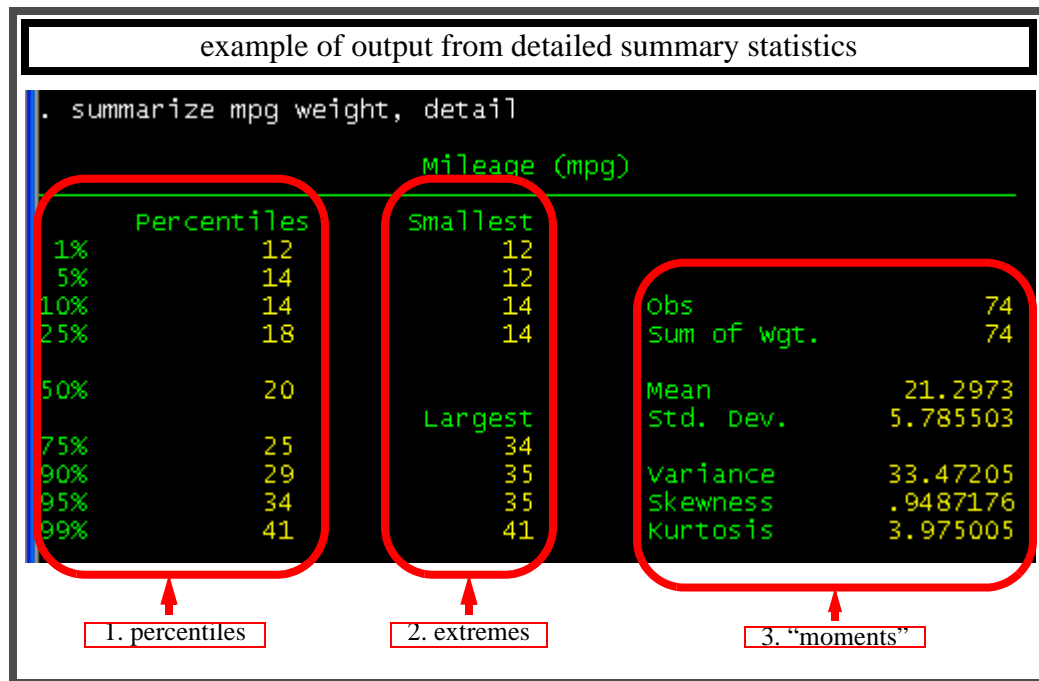 example of output from detailed summary statistics
. summarize mpg weight, detail
Mileage (mpg)
Percentiles Smallest
1% 12 12
5% 14 12
10% 14 14 Obs 74
25% 18 14 Sum of Wgt. 74
50% 20 Mean 21.2973
Largest Std. Dev. 5.785503
75% 25 34
90% 29 35 Variance 33.47205
95% 34 35 Skewness .9487176
99% 41 41 Kurtosis 3.975005
1. percentiles 2. extremes 3. “moments”